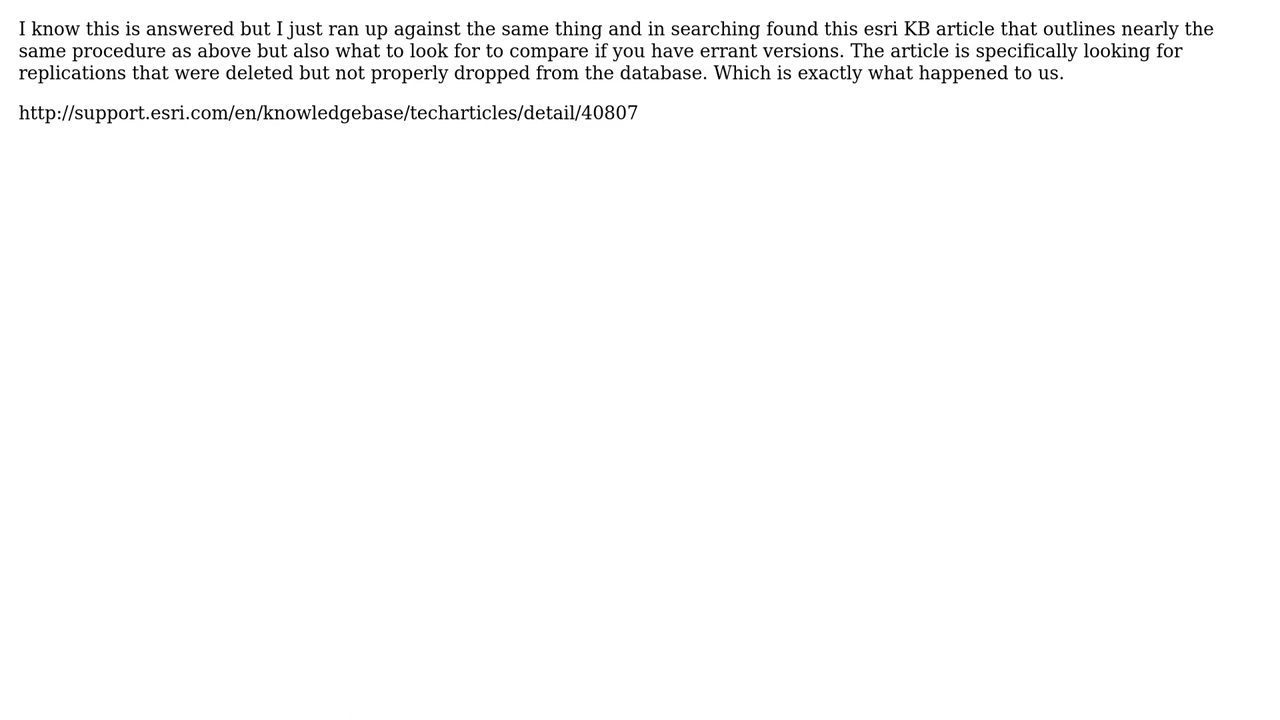 I know this is answered but I just ran up against the same thing and in searching found this esri KB article that outlines nearly the
same procedure as above but also what to look for to compare if you have errant versions. The article is specifically looking for
replications that were deleted but not properly dropped from the database. Which is exactly what happened to us.
http://support.esri.com/en/knowledgebase/techarticles/detail/40807